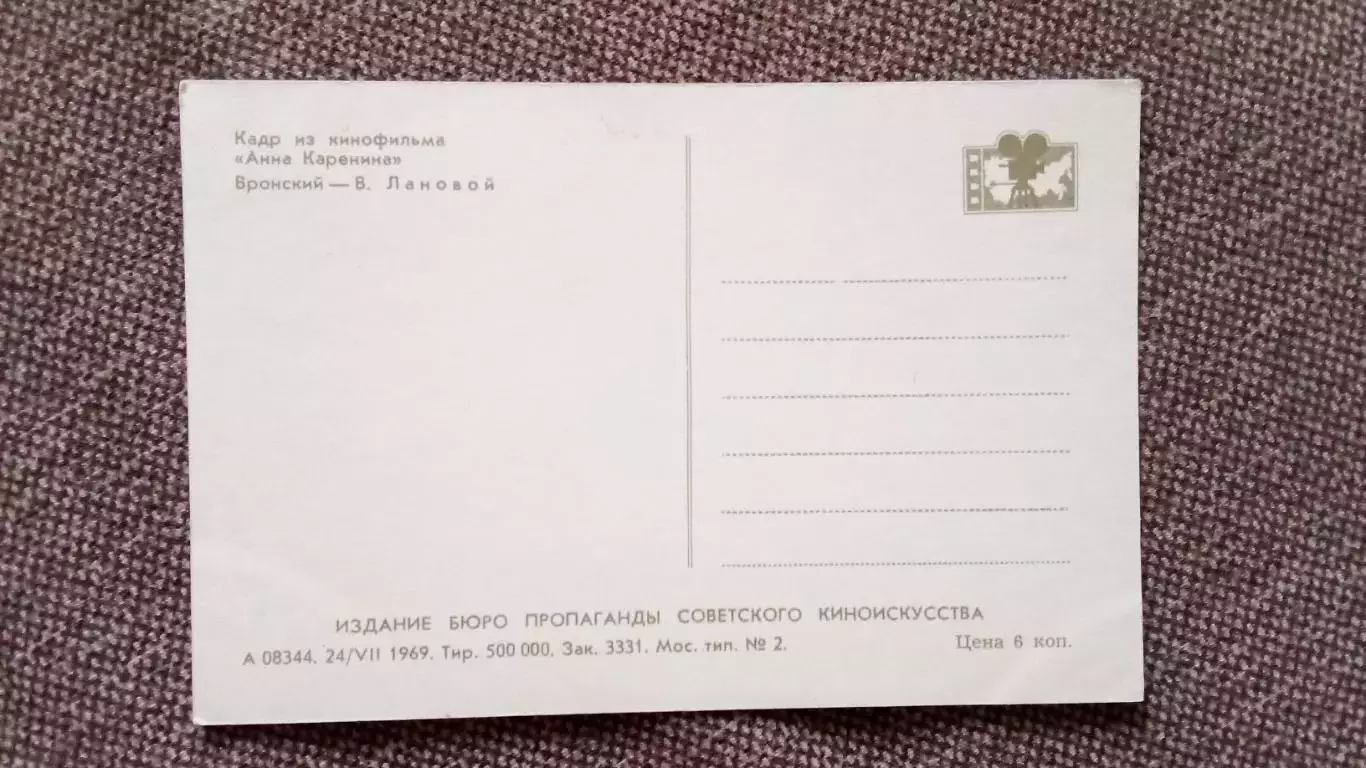 Кадр из кинофильма
«Анна Каренина»
Вронский — В. Лановой
ИЗДАНИЕ БЮРО ПРОПАГАНДЫ СОВЕТСКОГО КИНОИСКУССТВА
А 08344. 24/VII 1969. Тир. 500 000. Зак. 3331. Мос. тип. № 2.
Цена 6 коп.